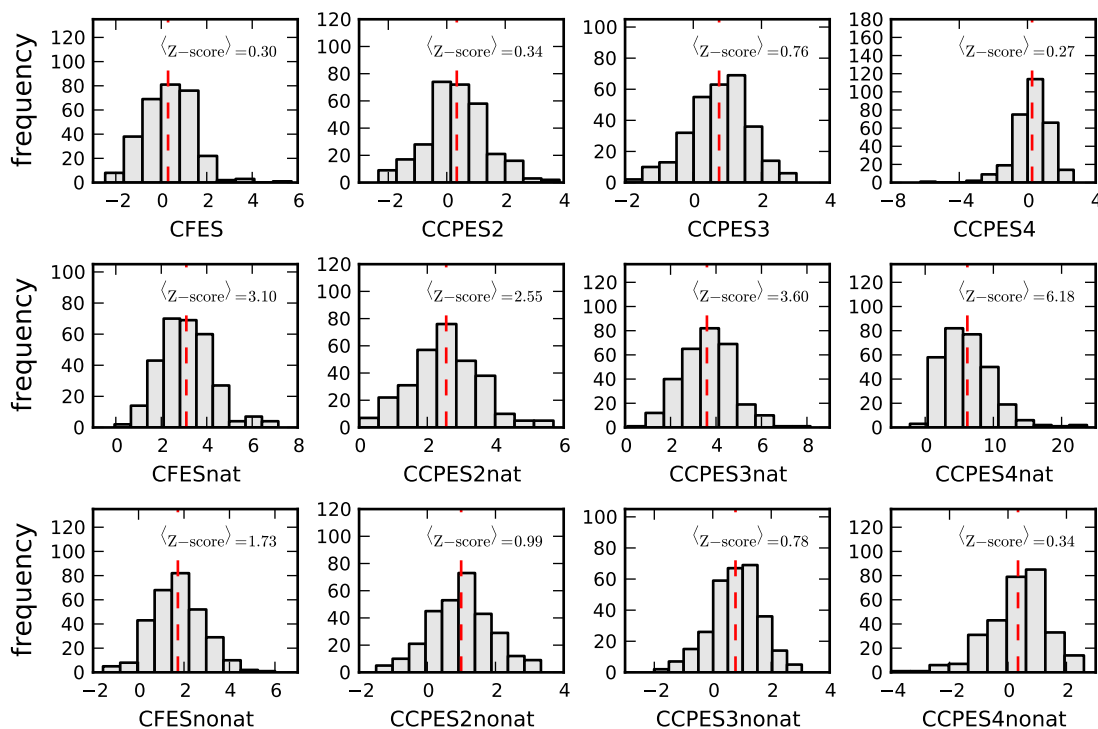 frequency
120
100
80
60
40
20
0
⟨Z−score⟩=0.30
−2 0 2 4 6
CFES
120
100
80
60
40
20
0
⟨Z−score⟩=0.34
−2 0 2 4
CCPES2
100
80
60
40
20
0
⟨Z−score⟩=0.76
−2 0 2 4
CCPES3
180
160
140
120
100
80
60
40
20
0
⟨Z−score⟩=0.27
−8 −4 0 4
CCPES4
frequency
100
80
60
40
20
0
⟨Z−score⟩=3.10
0 2 4 6 8
CFESnat
120
100
80
60
40
20
0
⟨Z−score⟩=2.55
0 2 4 6
CCPES2nat
120
100
80
60
40
20
0
⟨Z−score⟩=3.60
0 2 4 6 8
CCPES3nat
120
100
80
60
40
20
0
⟨Z−score⟩=6.18
0 10 20
CCPES4nat
frequency
120
100
80
60
40
20
0
⟨Z−score⟩=1.73
−2 0 2 4 6
CFESnonat
120
100
80
60
40
20
0
⟨Z−score⟩=0.99
−2 0 2 4
CCPES2nonat
100
80
60
40
20
0
⟨Z−score⟩=0.78
−2 0 2 4
CCPES3nonat
120
100
80
60
40
20
0
⟨Z−score⟩=0.34
−4 −2 0 2
CCPES4nonat